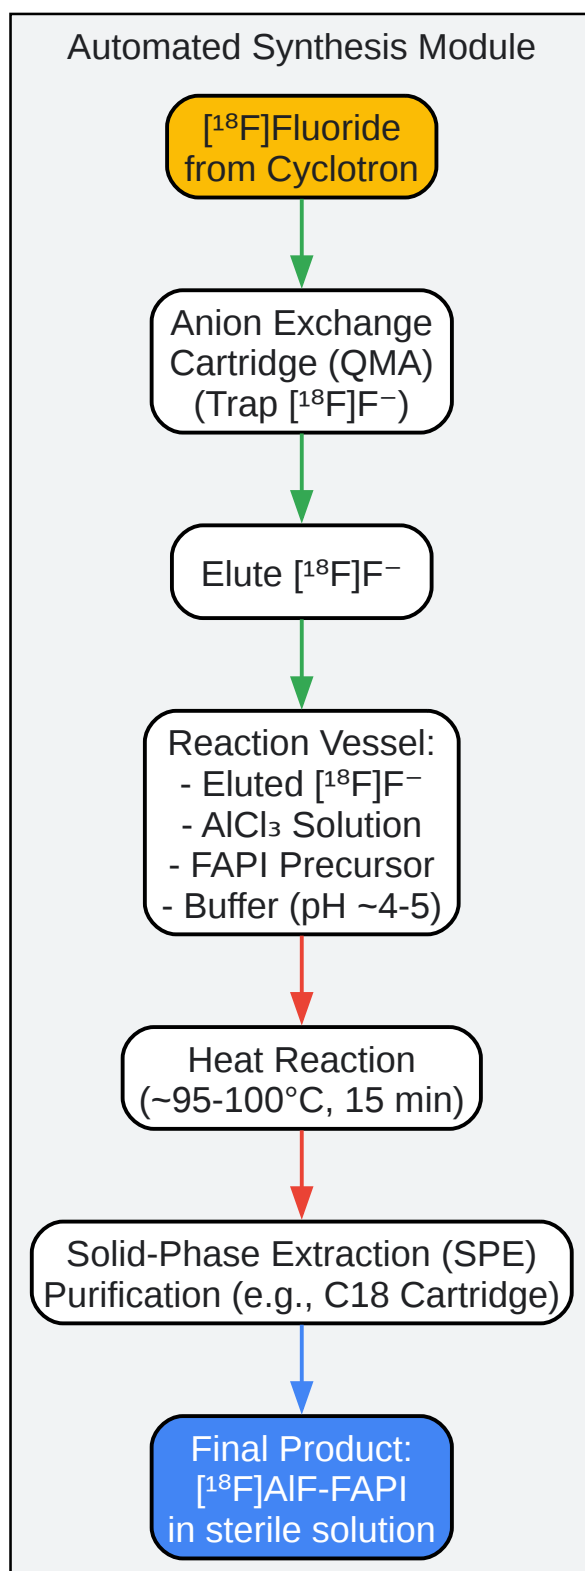 Automated Synthesis Module
[¹⁸F]Fluoride
from Cyclotron
Anion Exchange
Cartridge (QMA)
(Trap [¹⁸F]F⁻)
Elute [¹⁸F]F⁻
Reaction Vessel:
- Eluted [¹⁸F]F⁻
- AlCl₃ Solution
- FAPI Precursor
- Buffer (pH ~4-5)
Heat Reaction
(~95-100°C, 15 min)
Solid-Phase Extraction (SPE)
Purification (e.g., C18 Cartridge)
Final Product:
[¹⁸F]AlF-FAPI
in sterile solution